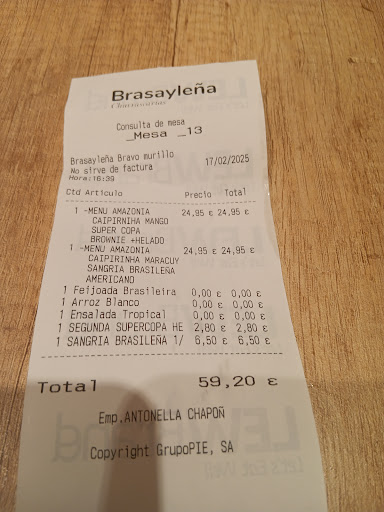 Brasayleña
Churrascarias
Consulta de mesa
_Mesa _13
Brasayleña Bravo murillo
No sirve de factura 17/02/2025
Hora:16:39
Ctd Artículo Precio Total
1 -MENU AMAZONIA 24,95 € 24,95 €
CAIPIRNIHA MANGO
SUPER COPA
BROWNIE +HELADO
1 -MENU AMAZONIA 24,95 € 24,95 €
CAIPIRINHA MARACUY
SANGRIA BRASILEÑA
AMERICANO
1 Feijoada Brasileira 0,00 € 0,00 €
1 Arroz Blanco 0,00 € 0,00 €
1 Ensalada Tropical 0,00 € 0,00 €
1 SEGUNDA SUPERCOPA HE 2,80 € 2,80 €
1 SANGRIA BRASILEÑA 1/ 6,50 € 6,50 €
Total 59,20 €
Emp.ANTONELLA CHAPOÑ
Copyright GrupoPIE, SA